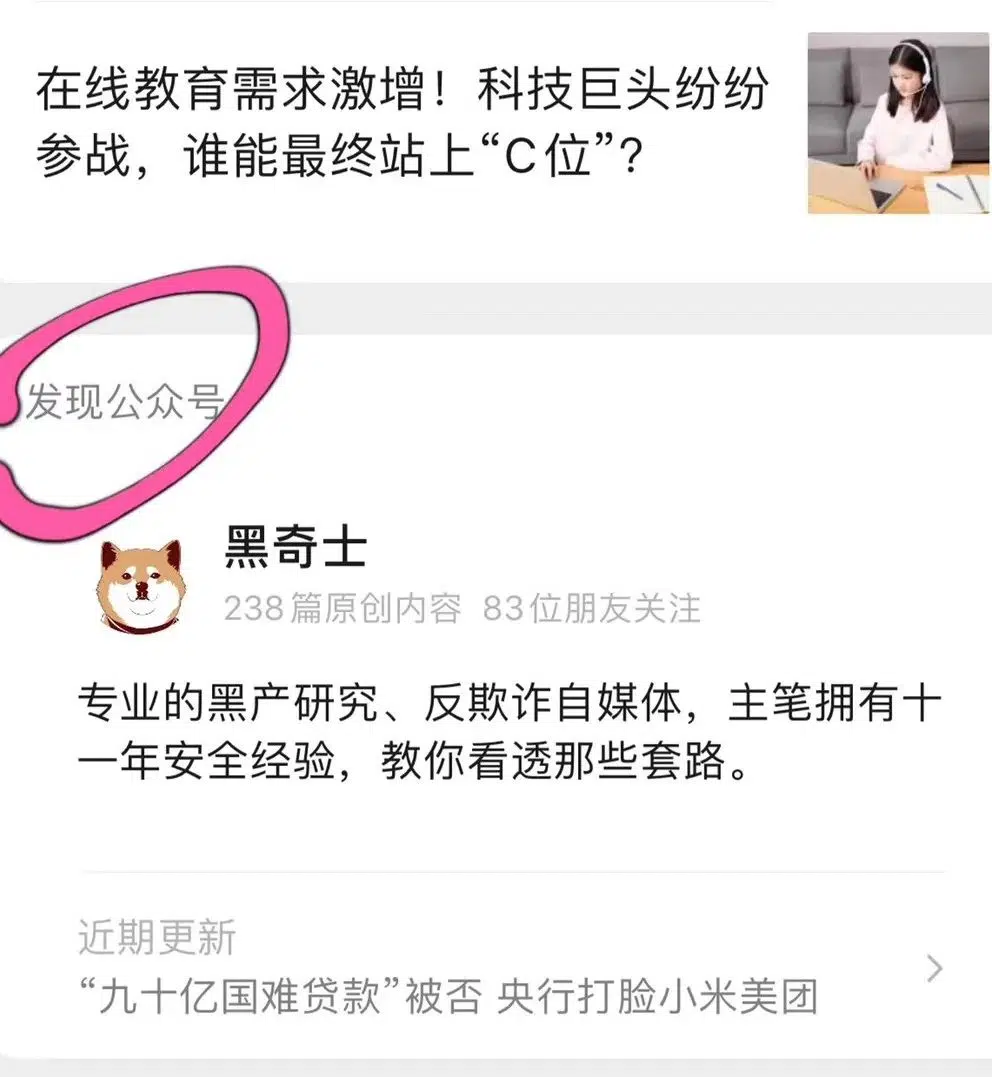 在线教育需求激增！科技巨头纷纷
参战，谁能最终站上“C位”？
发现公众号
黑奇士
238篇原创内容 83位朋友关注
专业的黑产研究、反欺诈自媒体，主笔拥有十
一年安全经验，教你看透那些套路。
近期更新
“九十亿国难贷款”被否 央行打脸小米美团